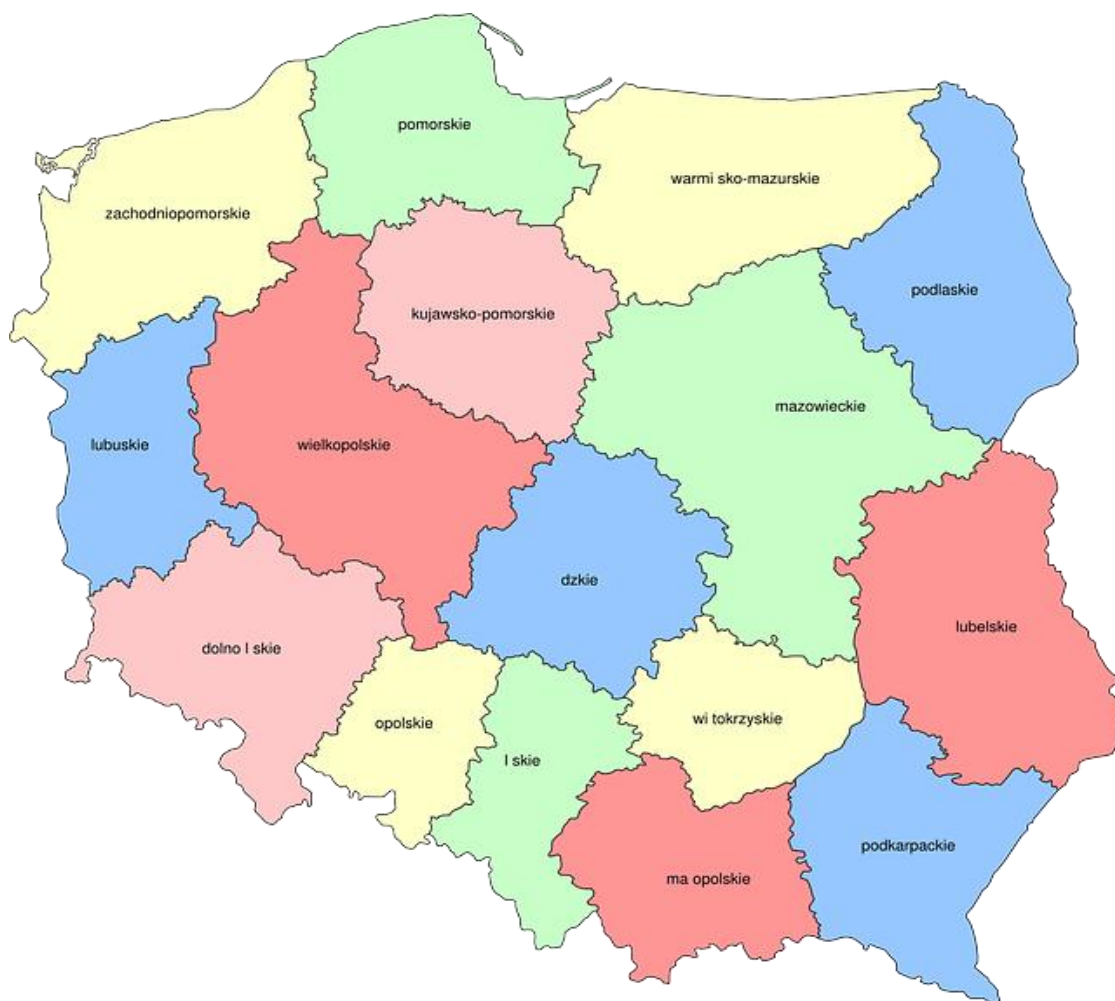 pomorskie
warmi sko-mazurskie
zachodniopomorskie
podlaskie
kujawsko-pomorskie
mazowieckie
lubuskie
wielkopolskie
dzkie
lubelskie
dolno l skie
opolskie
wi tokrzyskie
l skie
podkarpackie
ma opolskie